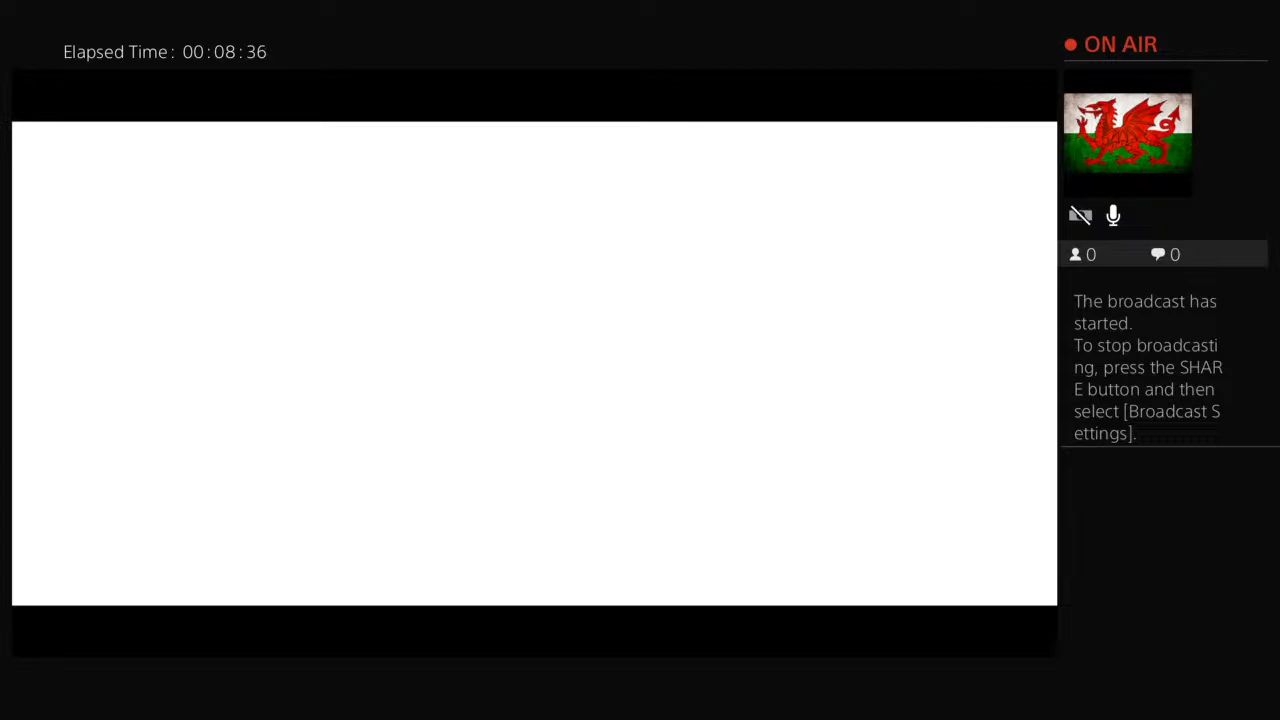 Elapsed Time: 00:08:36
ON AIR
0 0
The broadcast has
started.
To stop broadcasti
ng, press the SHAR
E button and then
select [Broadcast S
ettings].